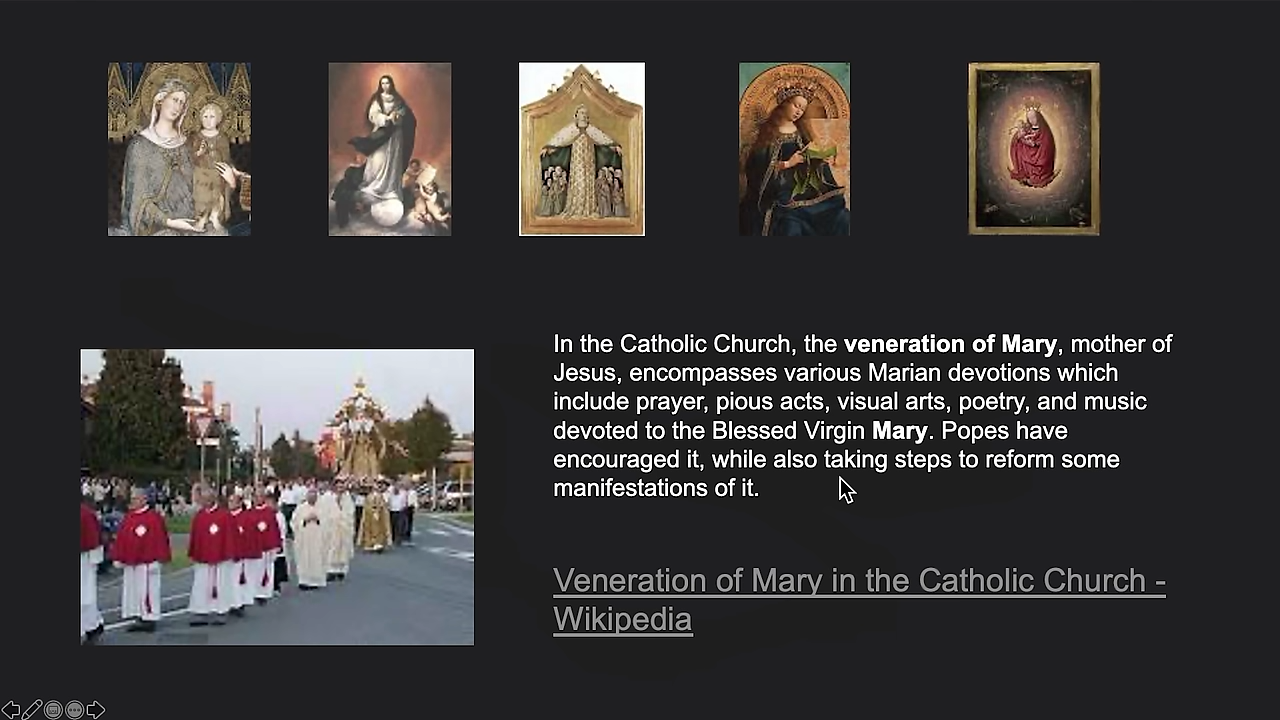 In the Catholic Church, the veneration of Mary, mother of
Jesus, encompasses various Marian devotions which
include prayer, pious acts, visual arts, poetry, and music
devoted to the Blessed Virgin Mary. Popes have
encouraged it, while also taking steps to reform some
manifestations of it.
Veneration of Mary in the Catholic Church -
Wikipedia